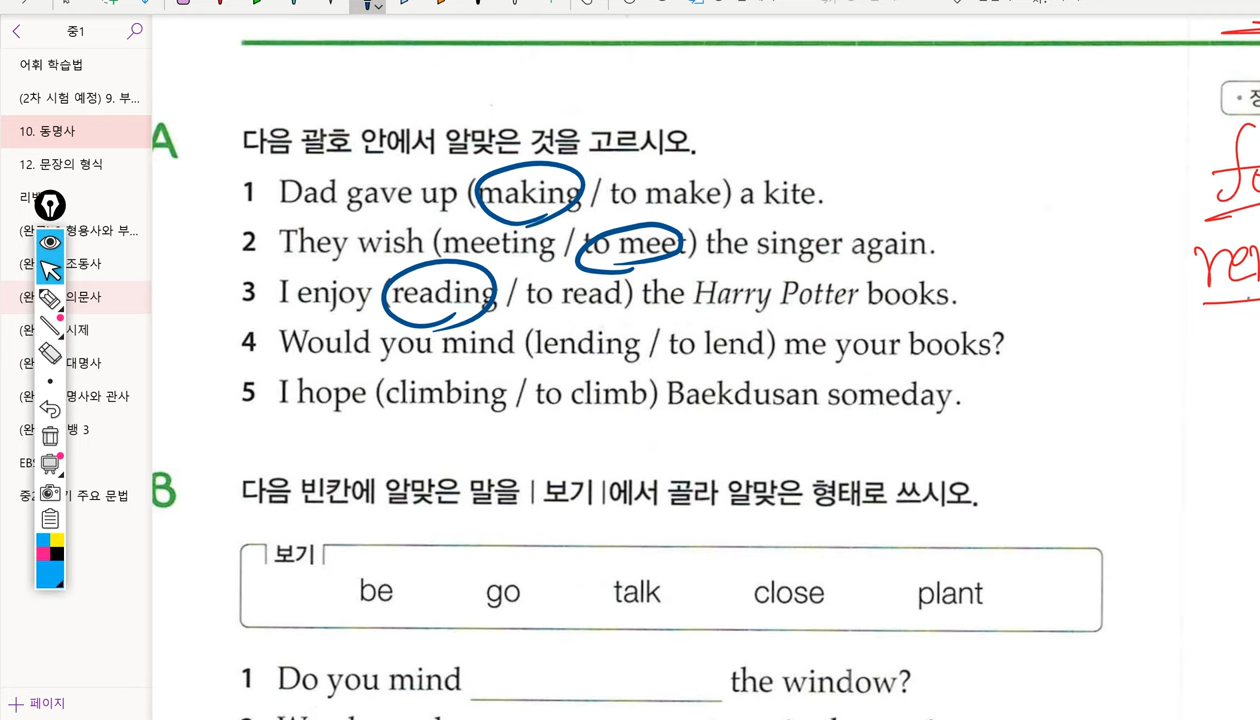 중1
어휘 학습법
(2차 시험 예정) 9. 부...
10. 동명사
12. 문장의 형식
리
형용사와 부...
조동사
의문사
시제
대명사
명사와 관사
3
EBS
주요 문법
+ 페이지
A 다음 괄호 안에서 알맞은 것을 고르시오.
1 Dad gave up (making / to make) a kite.
2 They wish (meeting / to meet) the singer again.
3 I enjoy (reading / to read) the Harry Potter books.
4 Would you mind (lending / to lend) me your books?
5 I hope (climbing / to climb) Baekdusan someday.
B 다음 빈칸에 알맞은 말을 |보기|에서 골라 알맞은 형태로 쓰시오.
보기
be go talk close plant
1 Do you mind ____ the window?